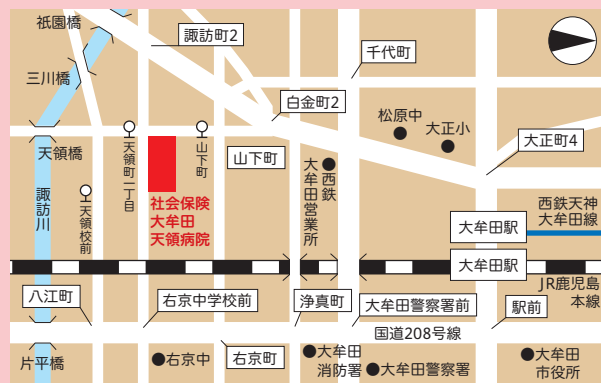 祇園橋
諏訪町2
千代町
三川橋
白金町2
松原中
大正小
大正町4
天領橋
天領町一丁目
山下町
山下町
西鉄
大牟田営業所
諏訪川
天領校前
社会保険
大牟田
天領病院
西鉄天神
大牟田線
大牟田駅
大牟田駅
JR鹿児島
本線
八江町
右京中学校前
浄真町
大牟田警察署前
駅前
国道208号線
片平橋
右京中
右京町
大牟田
消防署
大牟田警察署
大牟田
市役所